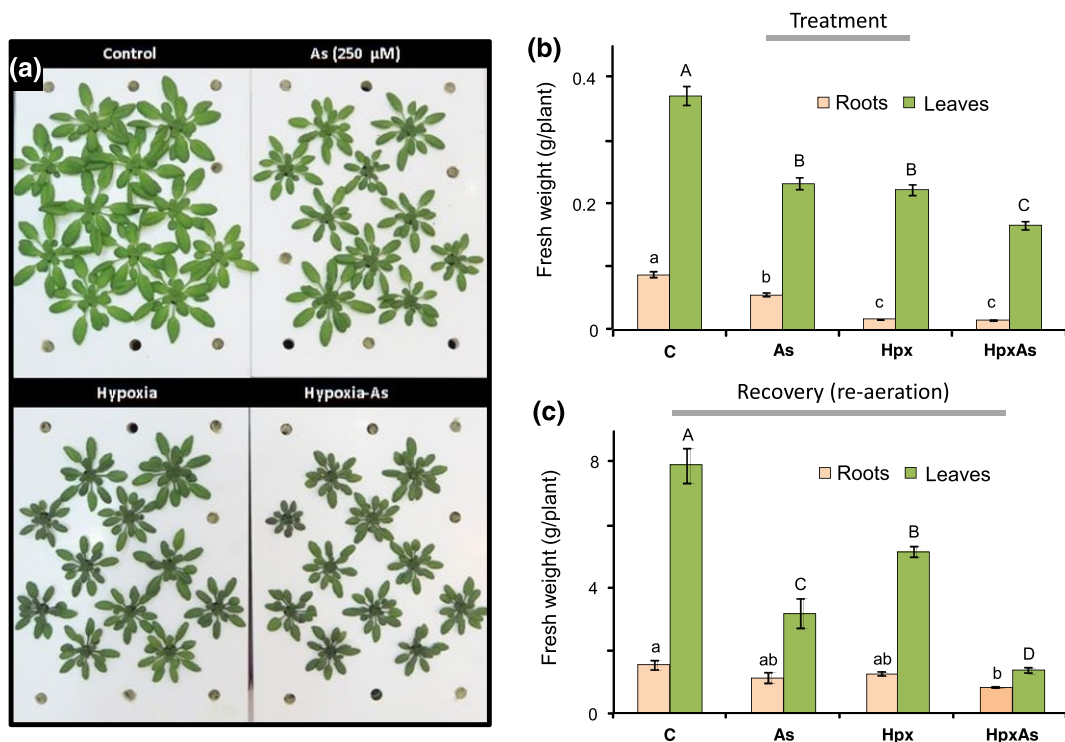 (a)
Control
As (250 µM)
Hypoxia
Hypoxia-As
(b)
Treatment
Fresh weight (g/plant)
0.4
0.2
0
Roots
Leaves
a
A
b
B
c
B
c
C
C
As
Hpx
HpxAs
(c)
Recovery (re-aeration)
Fresh weight (g/plant)
8
4
0
Roots
Leaves
a
A
ab
C
ab
B
b
D
C
As
Hpx
HpxAs